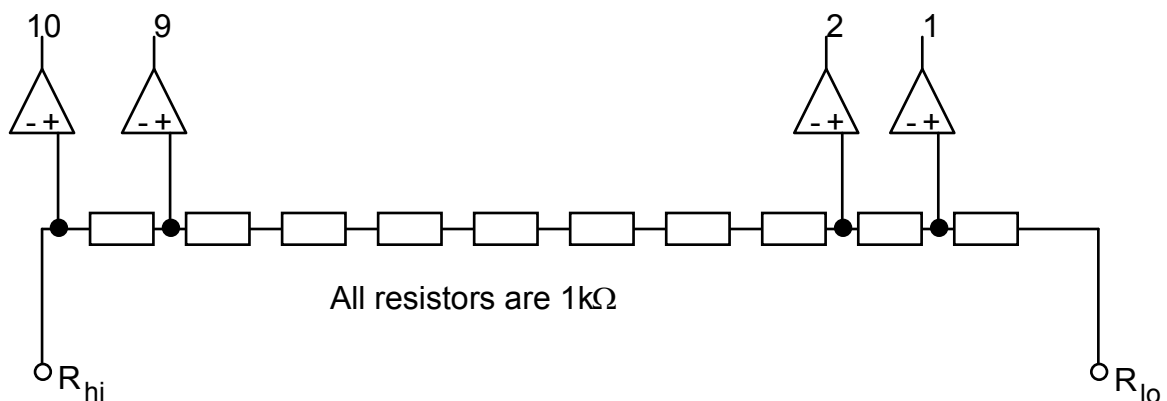 10 9 2 1
- + - + - + - +
All resistors are 1kΩ
R_hi R_lo